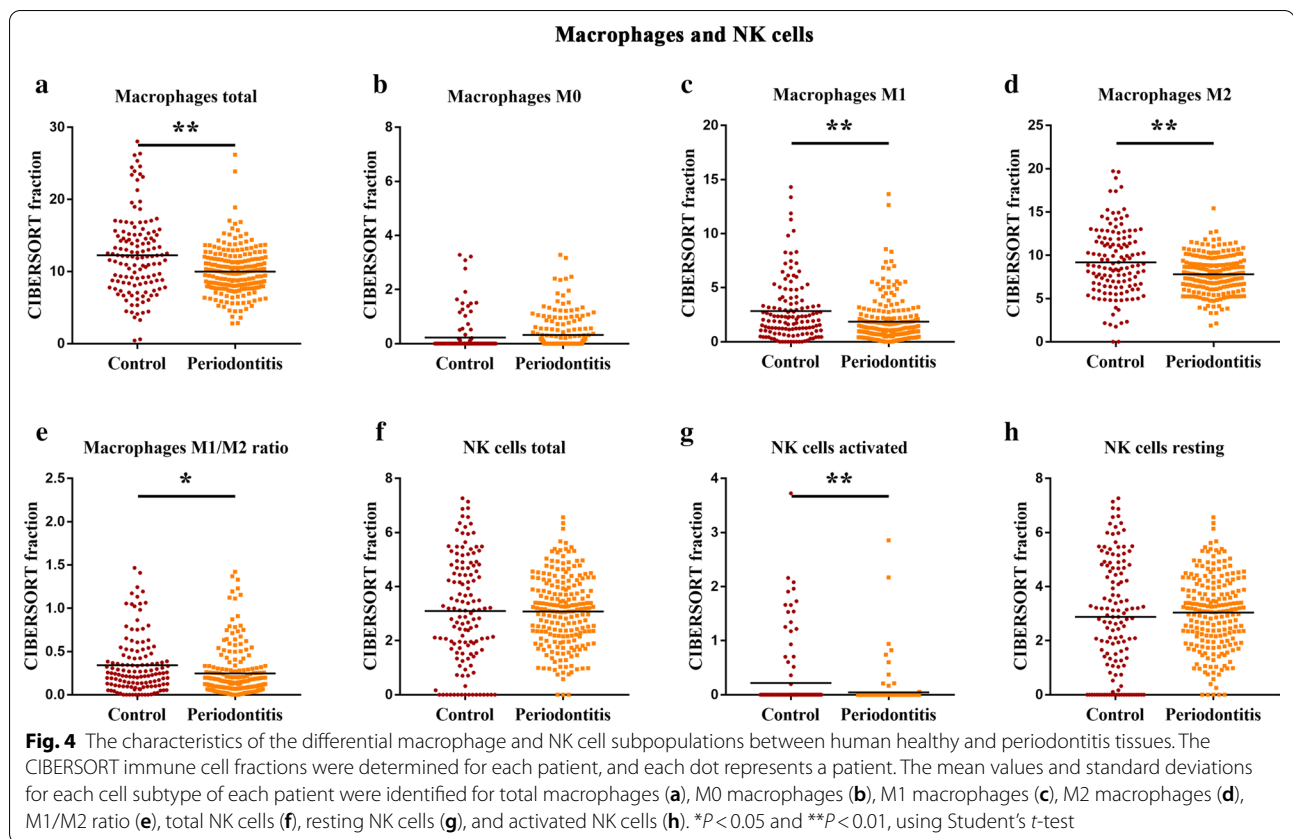 Macrophages and NK cells
a
Macrophages total
CIBERSORT fraction
30
20
10
0
**
Control Periodontitis
b
Macrophages M0
CIBERSORT fraction
8
6
4
2
0
Control Periodontitis
c
Macrophages M1
CIBERSORT fraction
20
15
10
5
0
**
Control Periodontitis
d
Macrophages M2
CIBERSORT fraction
25
20
15
10
5
0
**
Control Periodontitis
e
Macrophages M1/M2 ratio
CIBERSORT fraction
2.5
2.0
1.5
1.0
0.5
0.0
*
Control Periodontitis
f
NK cells total
CIBERSORT fraction
8
6
4
2
0
Control Periodontitis
g
NK cells activated
CIBERSORT fraction
4
3
2
1
0
**
Control Periodontitis
h
NK cells resting
CIBERSORT fraction
8
6
4
2
0
Control Periodontitis
Fig. 4 The characteristics of the differential macrophage and NK cell subpopulations between human healthy and periodontitis tissues. The
CIBERSORT immune cell fractions were determined for each patient, and each dot represents a patient. The mean values and standard deviations
for each cell subtype of each patient were identified for total macrophages (a), M0 macrophages (b), M1 macrophages (c), M2 macrophages (d),
M1/M2 ratio (e), total NK cells (f), resting NK cells (g), and activated NK cells (h). *P < 0.05 and **P < 0.01, using Student's t-test